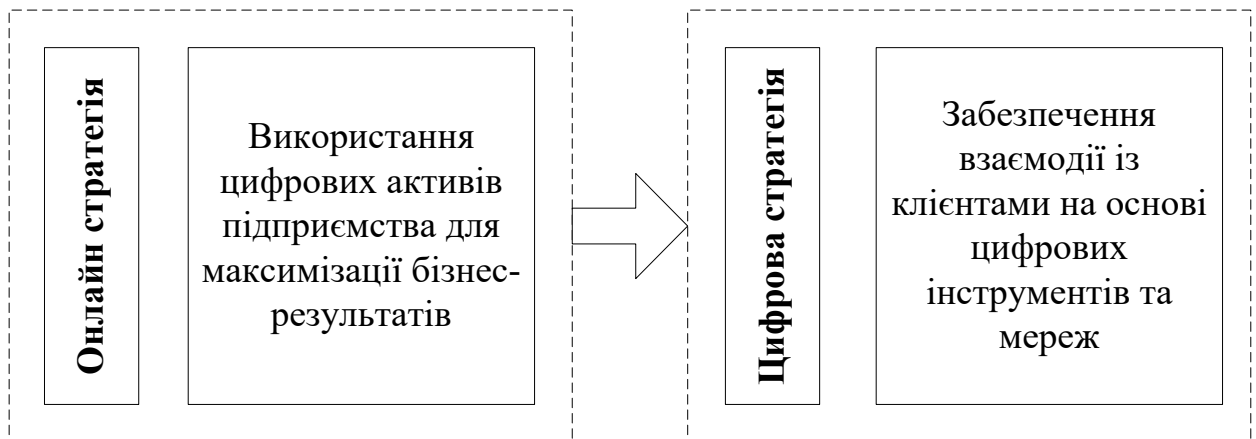 Онлайн стратегія
Використання
цифрових активів
підприємства для
максимізації бізнес-
результатів
Цифрова стратегія
Забезпечення
взаємодії із
клієнтами на основі
цифрових
інструментів та
мереж